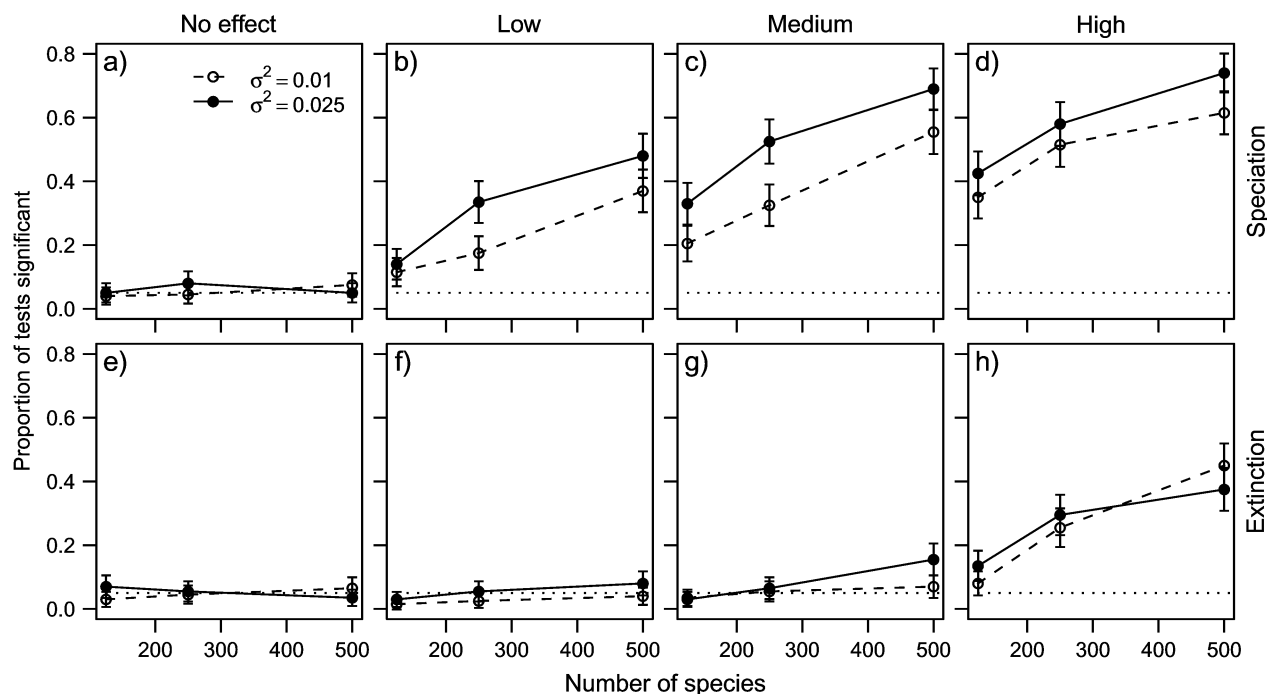 No effect
Low
Medium
High
a)
b)
c)
d)
σ² = 0.01
σ² = 0.025
0.8
0.6
0.4
0.2
0.0
Speciation
Proportion of tests significant
e)
f)
g)
h)
0.8
0.6
0.4
0.2
0.0
Extinction
200 300 400 500
200 300 400 500
200 300 400 500
200 300 400 500
Number of species